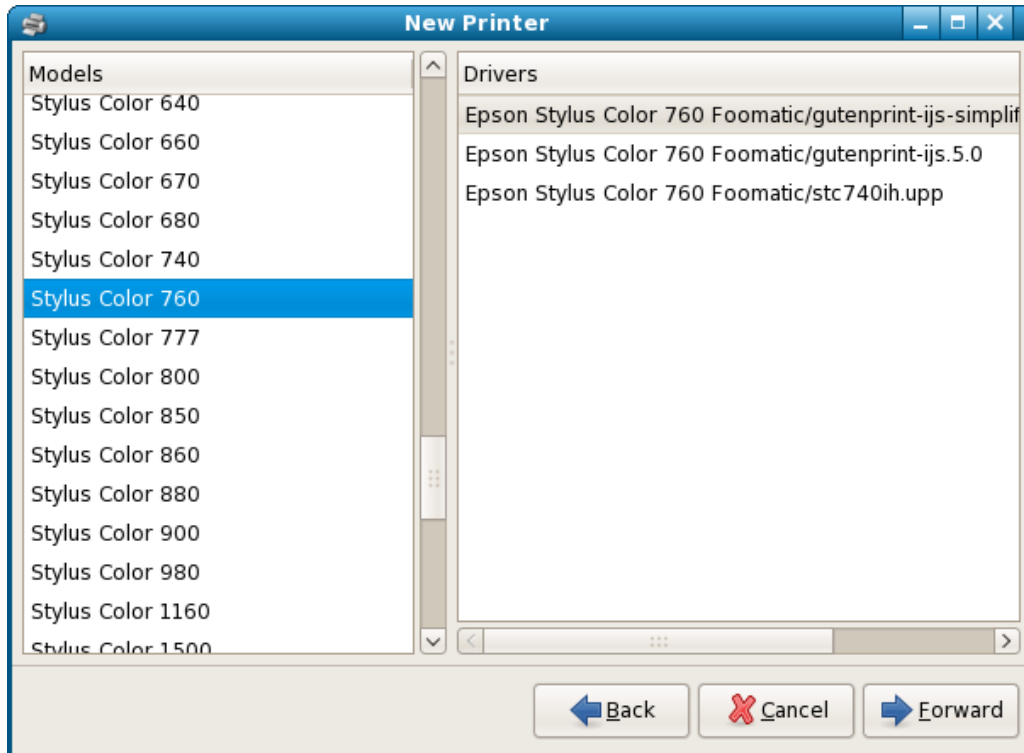 New Printer
Models
Stylus Color 640
Stylus Color 660
Stylus Color 670
Stylus Color 680
Stylus Color 740
Stylus Color 760
Stylus Color 777
Stylus Color 800
Stylus Color 850
Stylus Color 860
Stylus Color 880
Stylus Color 900
Stylus Color 980
Stylus Color 1160
Stylus Color 1500
Drivers
Epson Stylus Color 760 Foomatic/gutenprint-ijs-simplif
Epson Stylus Color 760 Foomatic/gutenprint-ijs.5.0
Epson Stylus Color 760 Foomatic/stc740ih.upp
Back
Cancel
Forward